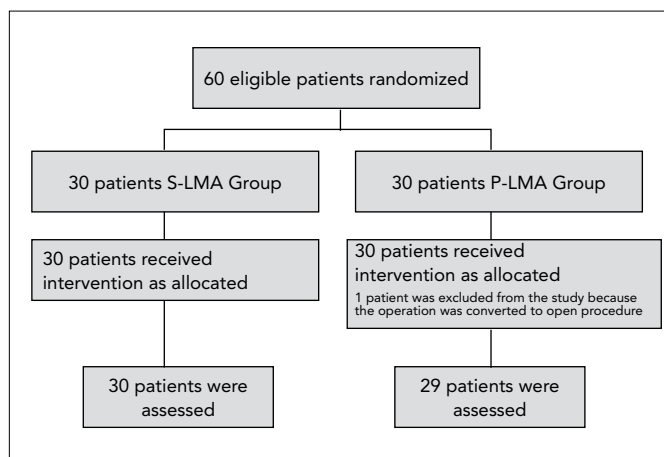 60 eligible patients randomized
30 patients S-LMA Group
30 patients P-LMA Group
30 patients received
intervention as allocated
30 patients received
intervention as allocated
1 patient was excluded from the study because
the operation was converted to open procedure
30 patients were
assessed
29 patients were
assessed